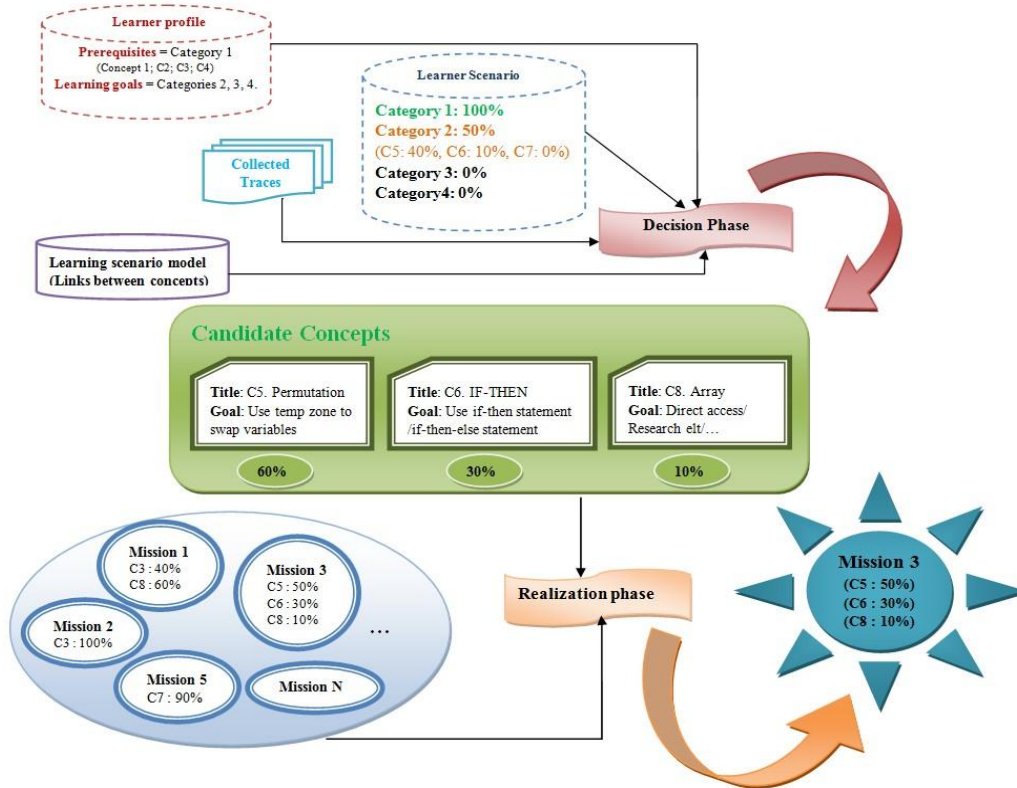 Learner profile
Prerequisites = Category 1
(Concept 1; C2; C3; C4)
Learning goals = Categories 2, 3, 4.
Learner Scenario
Category 1: 100%
Category 2: 50%
(C5: 40%, C6: 10%, C7: 0%)
Category 3: 0%
Category4: 0%
Collected
Traces
Decision Phase
Learning scenario model
(Links between concepts)
Candidate Concepts
Title: C5. Permutation
Goal: Use temp zone to
swap variables
60%
Title: C6. IF-THEN
Goal: Use if-then statement
/if-then-else statement
30%
Title: C8. Array
Goal: Direct access/
Research elt/…
10%
Mission 1
C3 : 40%
C8 : 60%
Mission 3
C5 : 50%
C6 : 30%
C8 : 10%
Mission 2
C3 : 100%
…
Mission 5
C7 : 90%
Mission N
Realization phase
Mission 3
(C5 : 50%)
(C6 : 30%)
(C8 : 10%)